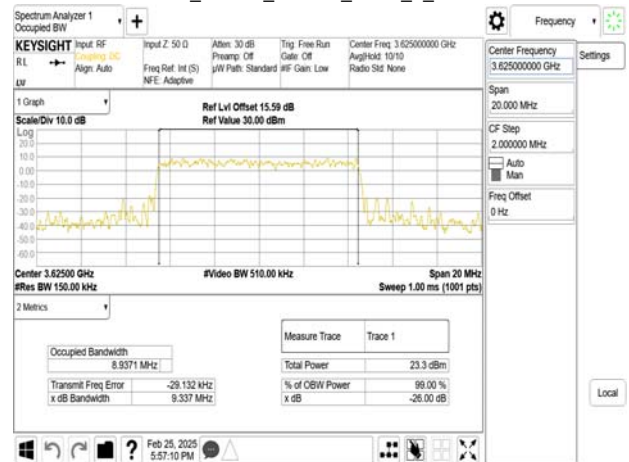 Spectrum Analyzer 1
Occupied BW
Frequency
KEYSIGHT
RL
LV
Input: RF
Coupling: DC
Align: Auto
Input Z: 50 Ω
Freq Ref: Int (S)
NFE: Adaptive
Atten: 30 dB
Preamp: Off
µW Path: Standard
Trig: Free Run
Gate: Off
#IF Gain: Low
Center Freq: 3.625000000 GHz
Avg|Hold: 10/10
Radio Std: None
Center Frequency
3.625000000 GHz
Settings
Span
20.000 MHz
CF Step
2.000000 MHz
Auto
Man
Freq Offset
0 Hz
1 Graph
Scale/Div 10.0 dB
Ref Lvl Offset 15.59 dB
Ref Value 30.00 dBm
Log
20.0
10.0
0.00
-10.0
-20.0
-30.0
-40.0
-50.0
-60.0
Center 3.62500 GHz
#Res BW 150.00 kHz
#Video BW 510.00 kHz
Span 20 MHz
Sweep 1.00 ms (1001 pts)
2 Metrics
Measure Trace Trace 1
Occupied Bandwidth
8.9371 MHz
Total Power 23.3 dBm
Transmit Freq Error -29.132 kHz
% of OBW Power 99.00 %
x dB Bandwidth 9.337 MHz
x dB -26.00 dB
Local
?
Feb 25, 2025
5:57:10 PM